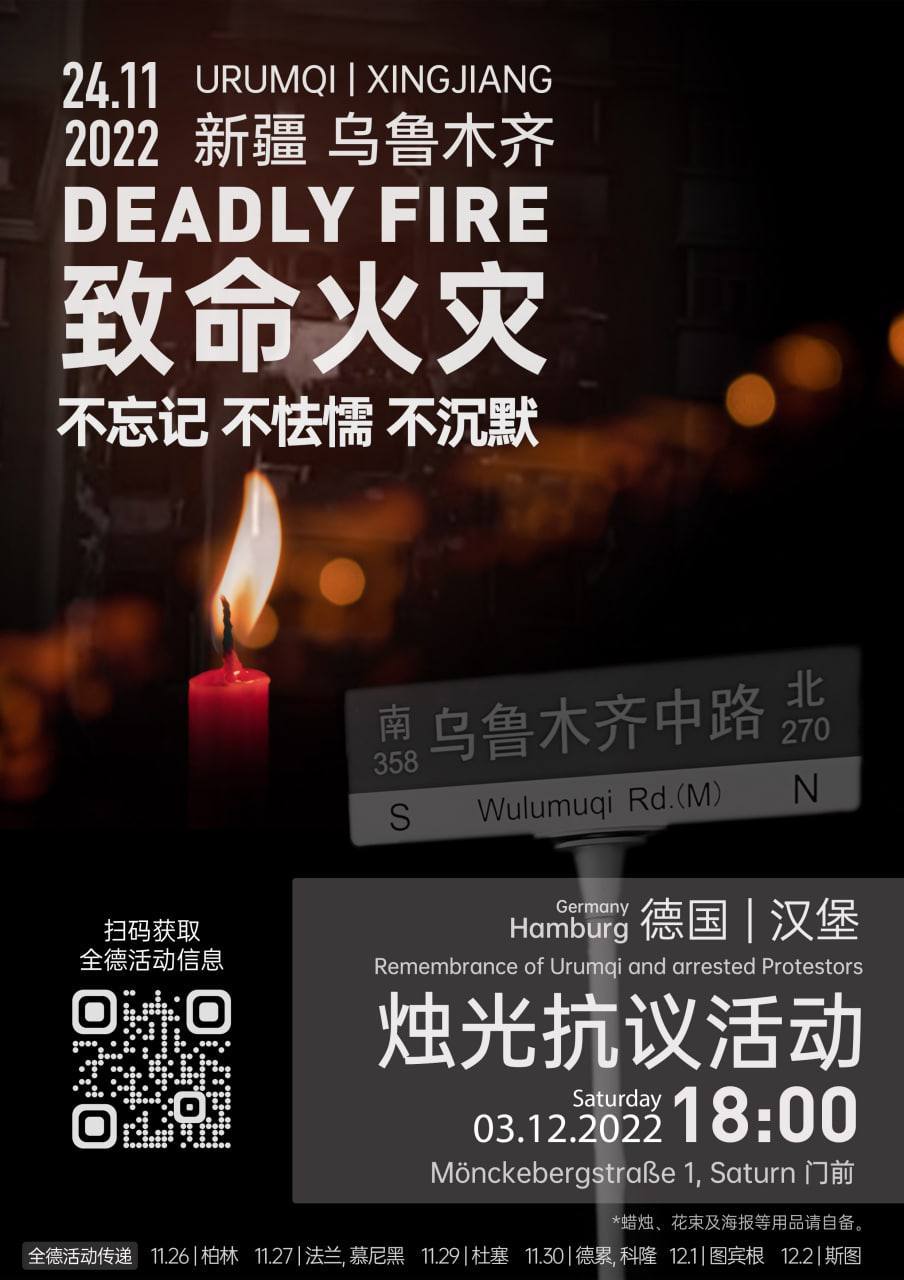 24.11
2022
URUMQI | XINGJIANG
新疆 乌鲁木齐
DEADLY FIRE
致命火灾
不忘记 不怯懦 不沉默
南 乌鲁木齐中路 北
358 270
S Wulumuqi Rd.(M) N
扫码获取
全德活动信息
Germany
Hamburg 德国 | 汉堡
Remembrance of Urumqi and arrested Protestors
烛光抗议活动
Saturday
03.12.2022 18:00
Mönckebergstraße 1, Saturn 门前
*蜡烛、花束及海报等用品请自备。
全德活动传递 11.26 | 柏林 11.27 | 法兰, 慕尼黑 11.29 | 杜塞 11.30 | 德累, 科隆 12.1 | 图宾根 12.2 | 斯图